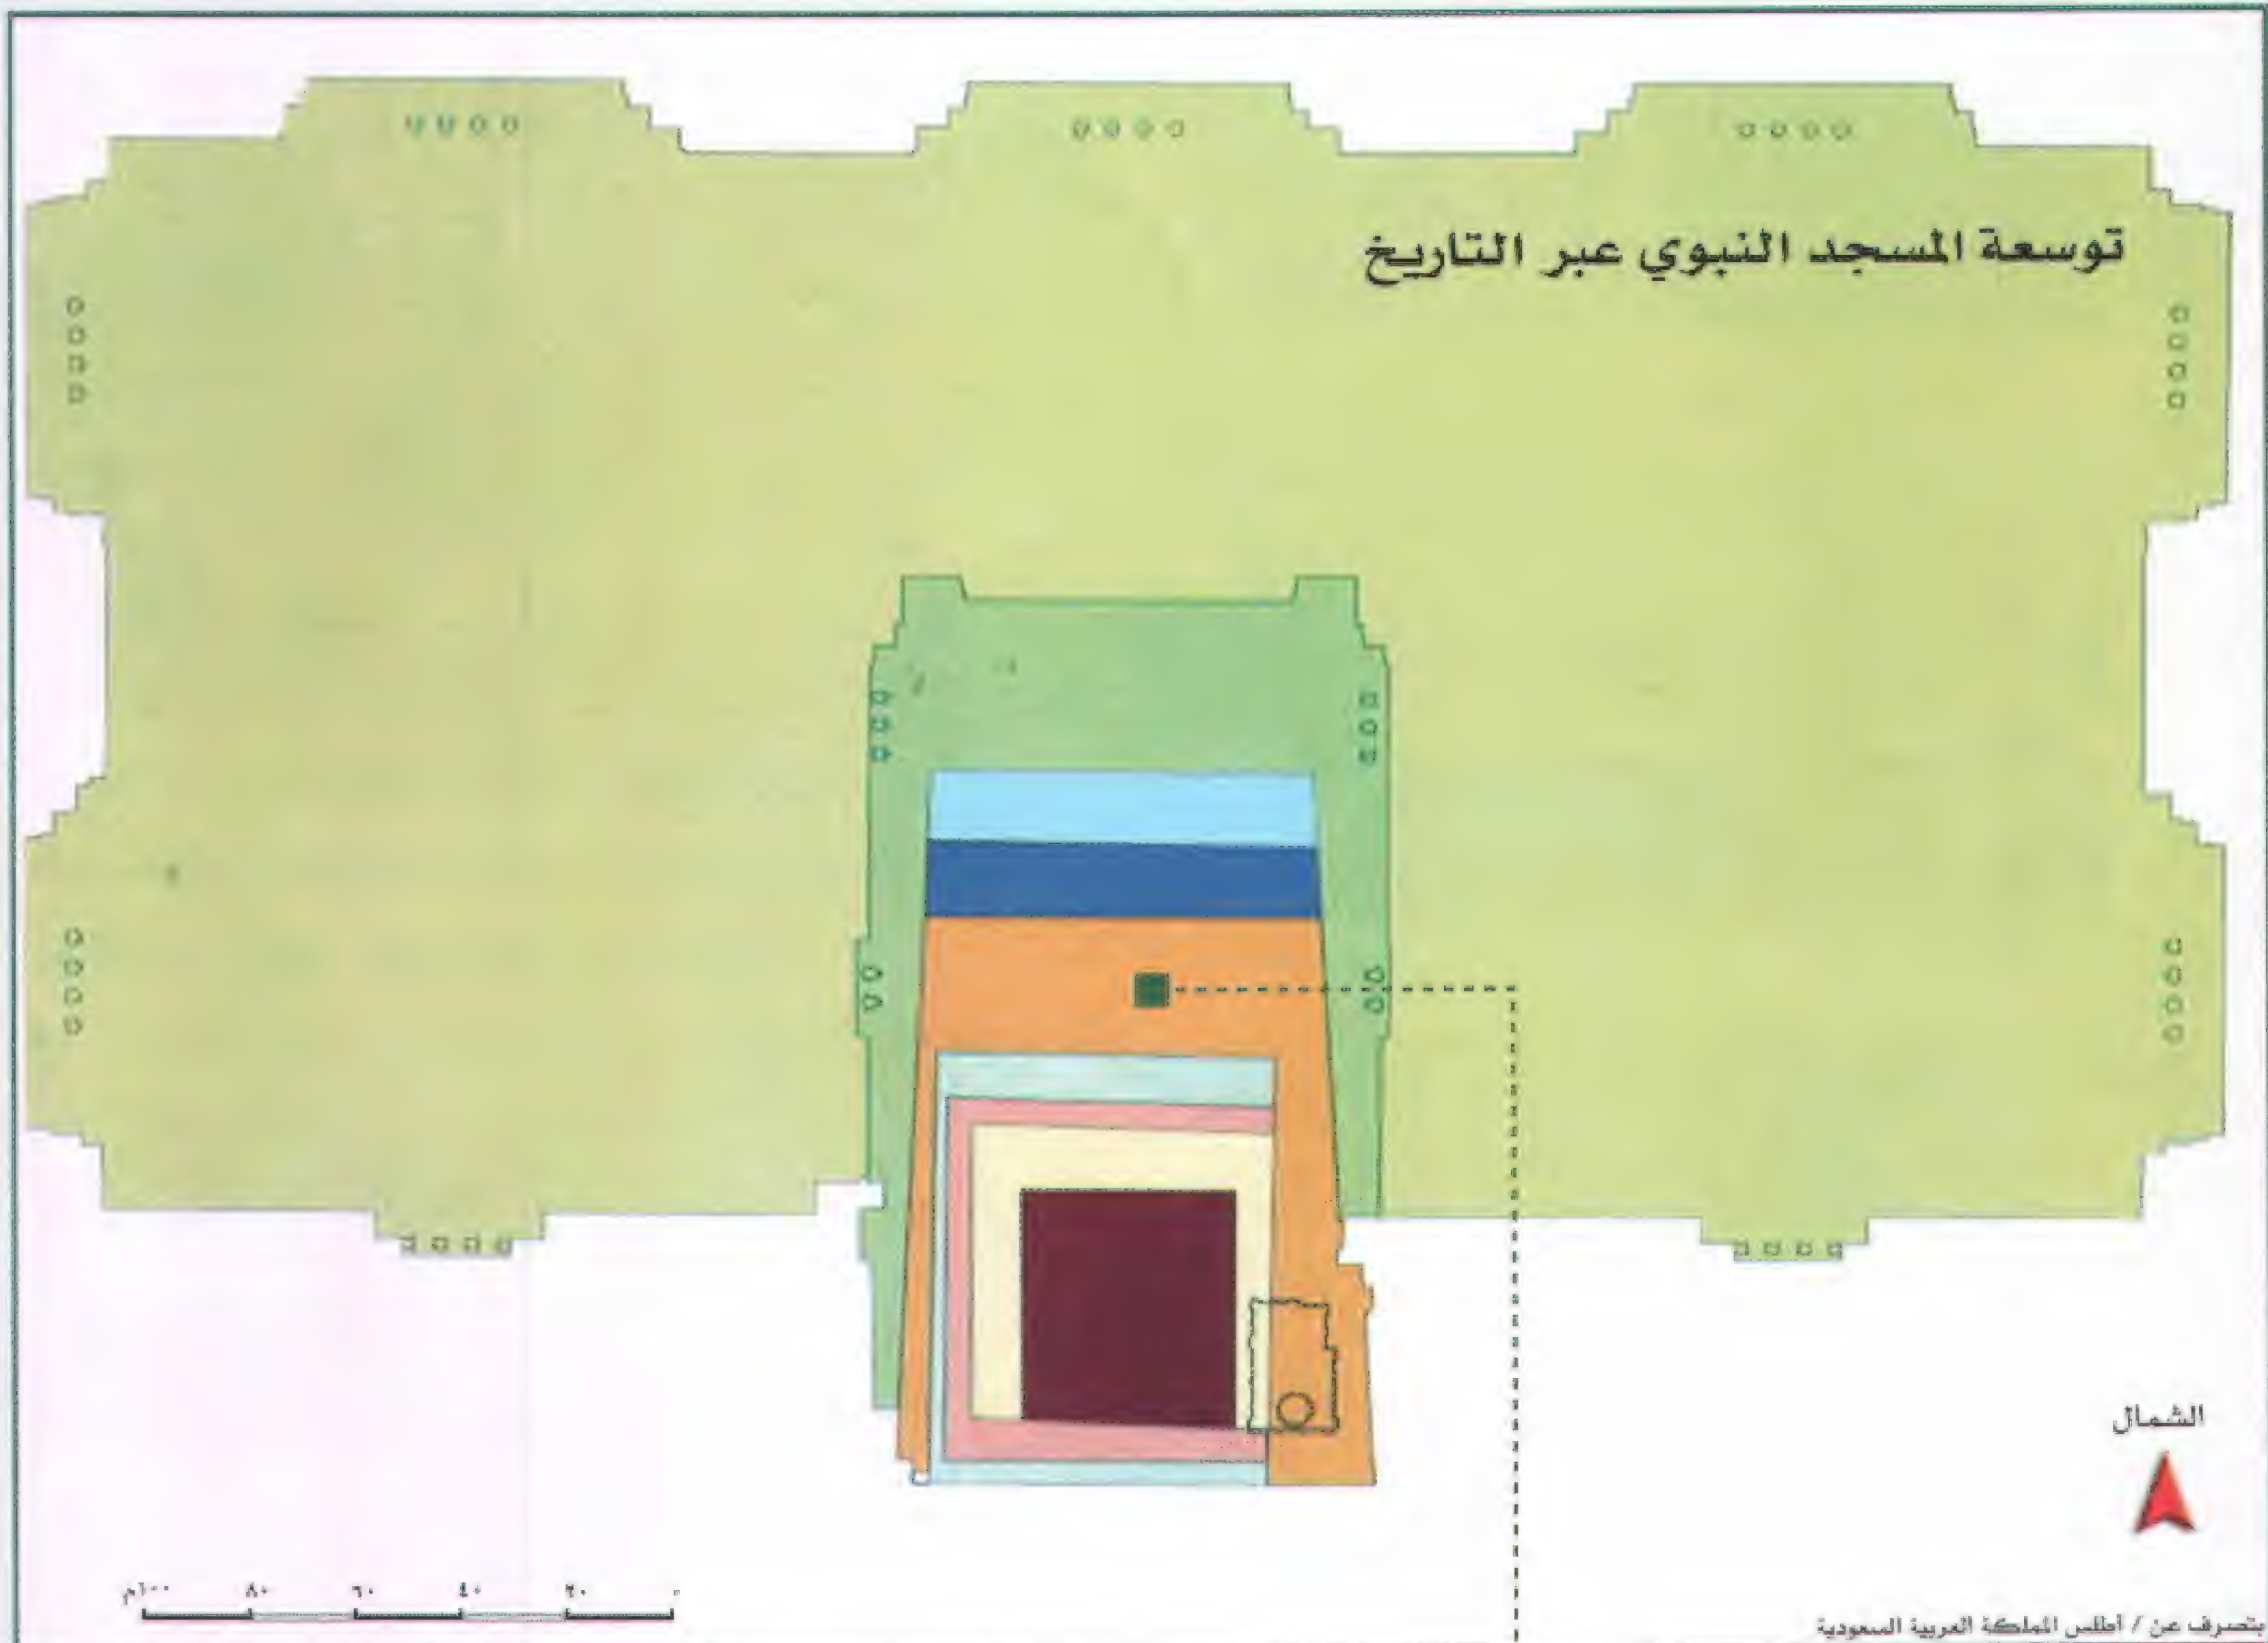 توسعة المسجد النبوي عبر التاريخ
الشمال
١٠٠م ٨٠ ٦٠ ٤٠ ٢٠ ٠
بتصرف عن / أطلس المملكة العربية السعودية